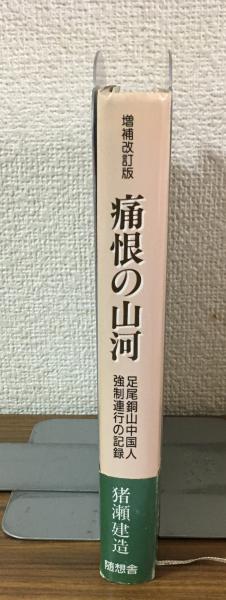 増補改訂版
痛恨の山河
足尾銅山中国人
強制連行の記録
猪瀬建造
随想舎